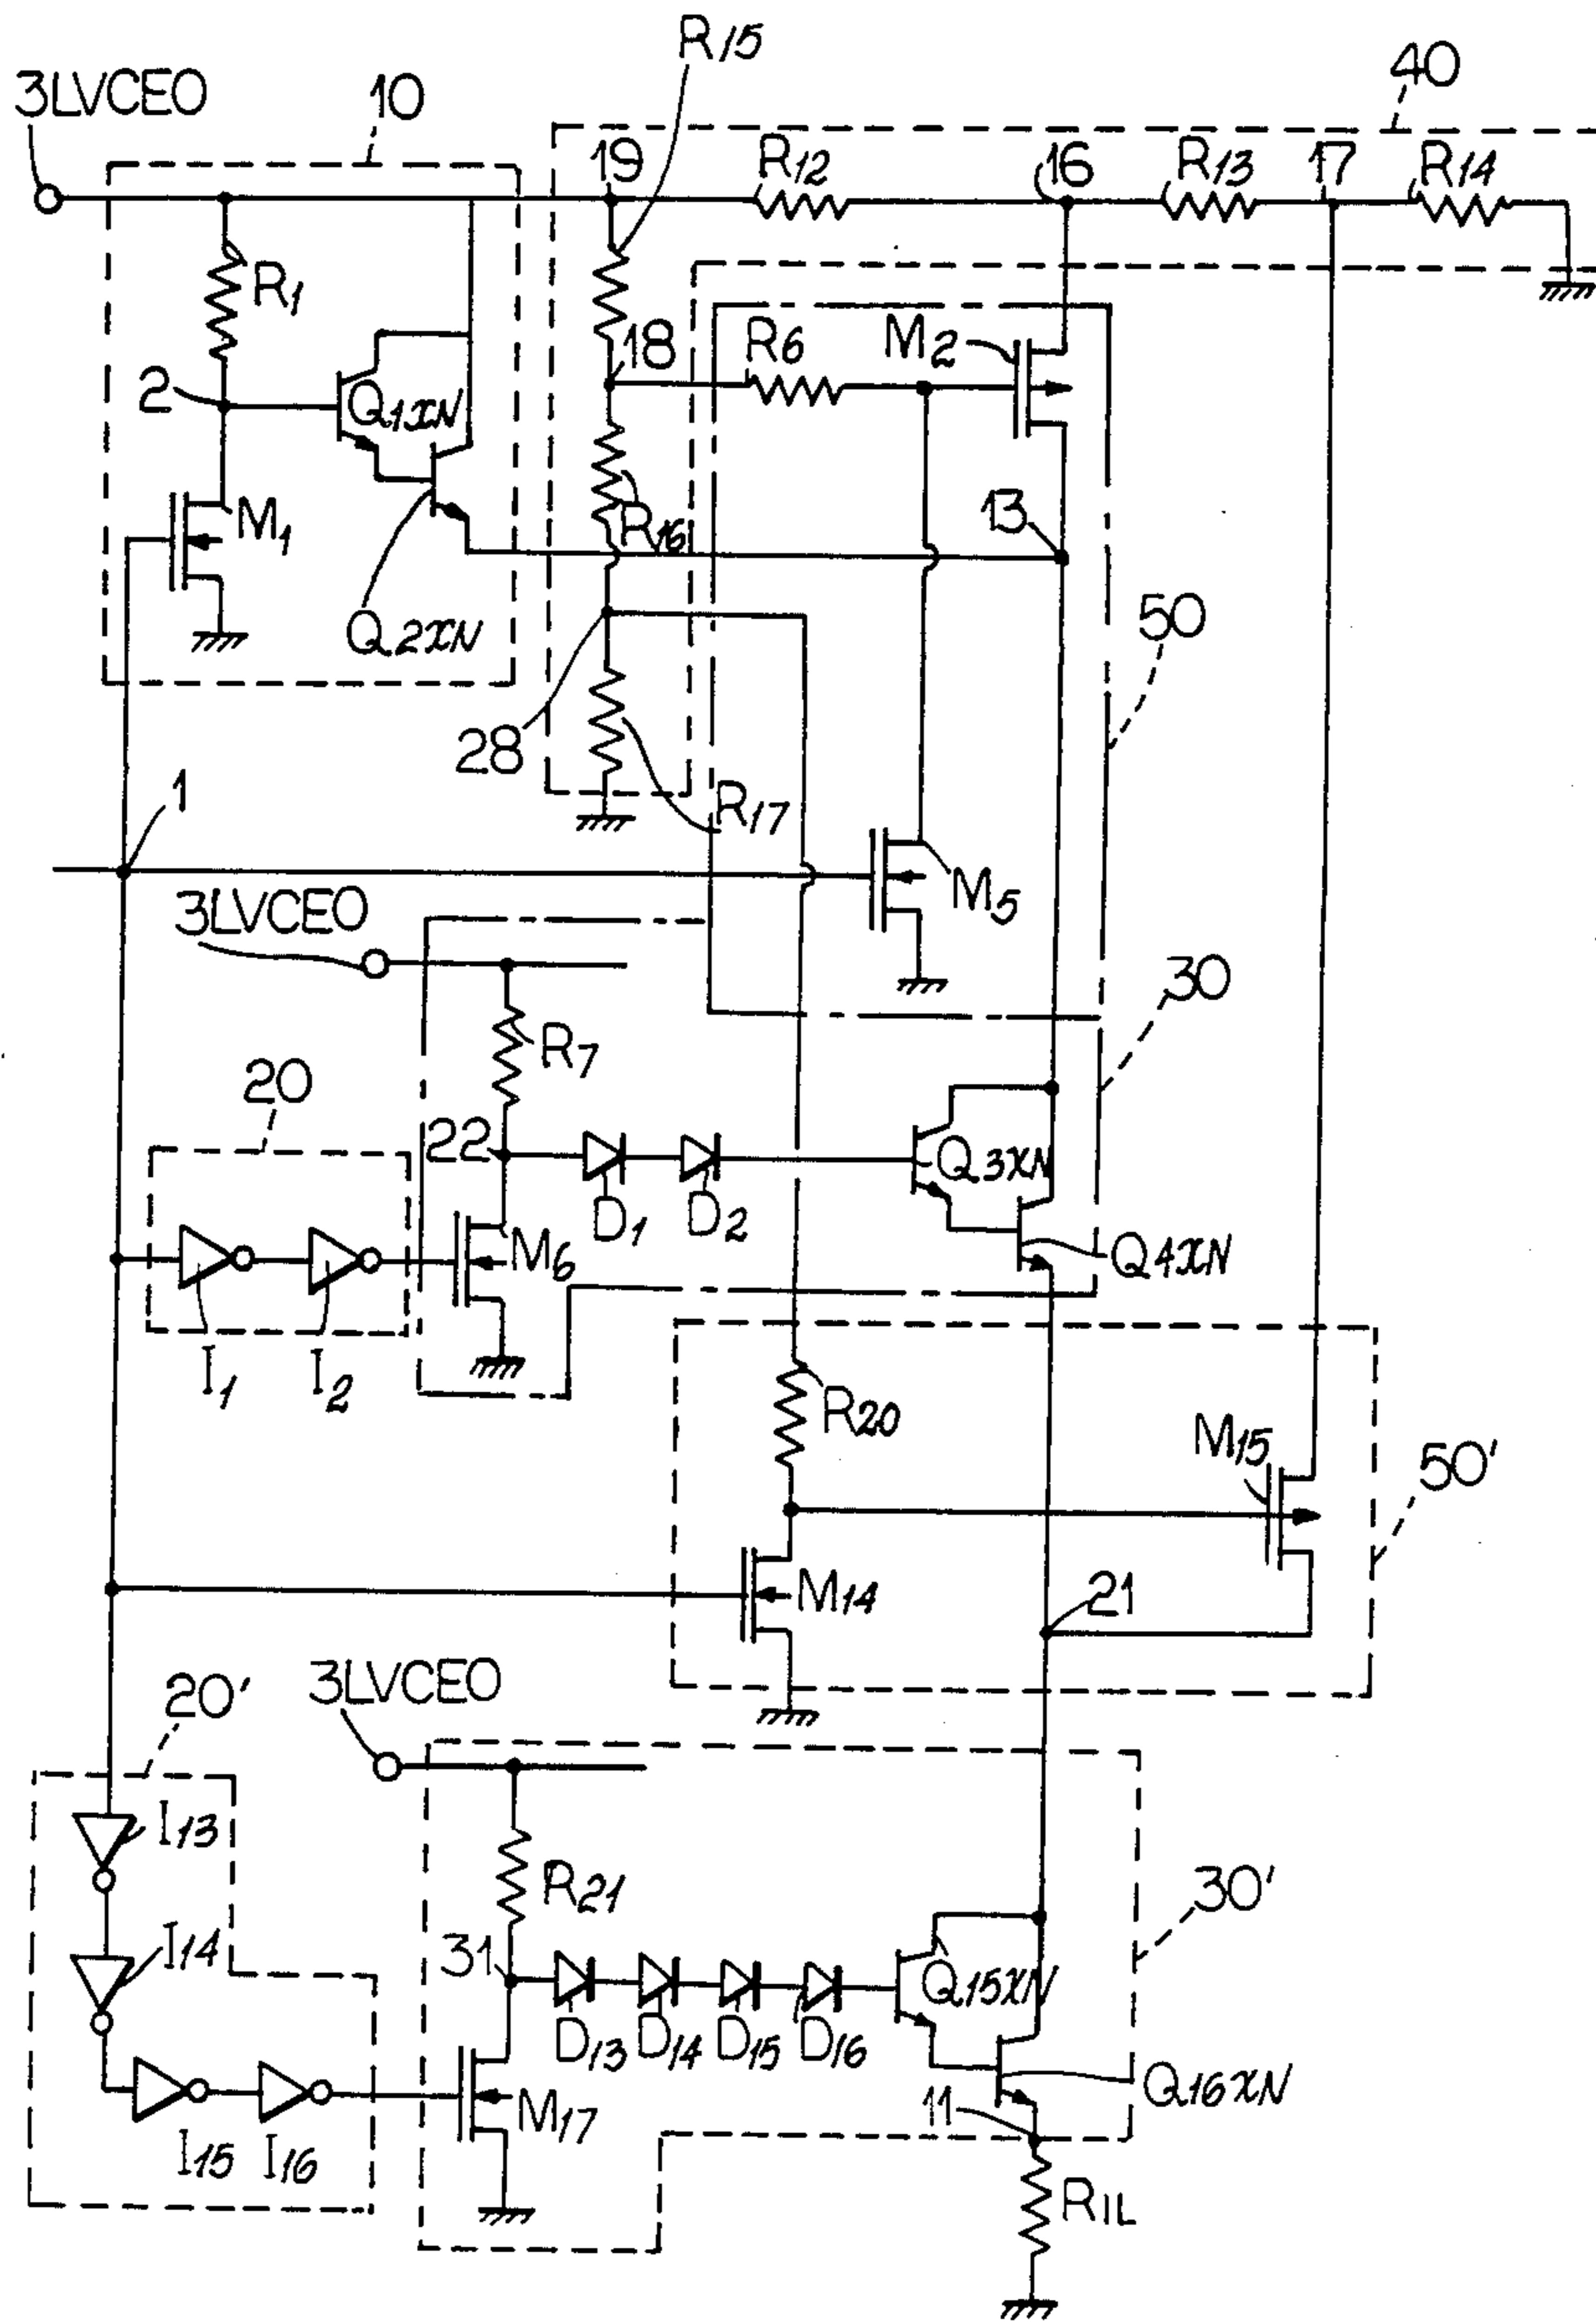 R15
3LVCEO
10
40
19
R12
16
R13
17
R14
R1
18
R6
M2
2
Q1XN
M1
R16
13
Q2XN
50
28
R17
1
M5
3LVCEO
30
R7
20
22
D1
D2
Q3XN
M6
Q4XN
I1
I2
R20
M15
50'
M14
21
20'
3LVCEO
I13
R21
30'
I14
31
Q15XN
D13
D14
D15
D16
M17
11
Q16XN
I15
I16
R1L